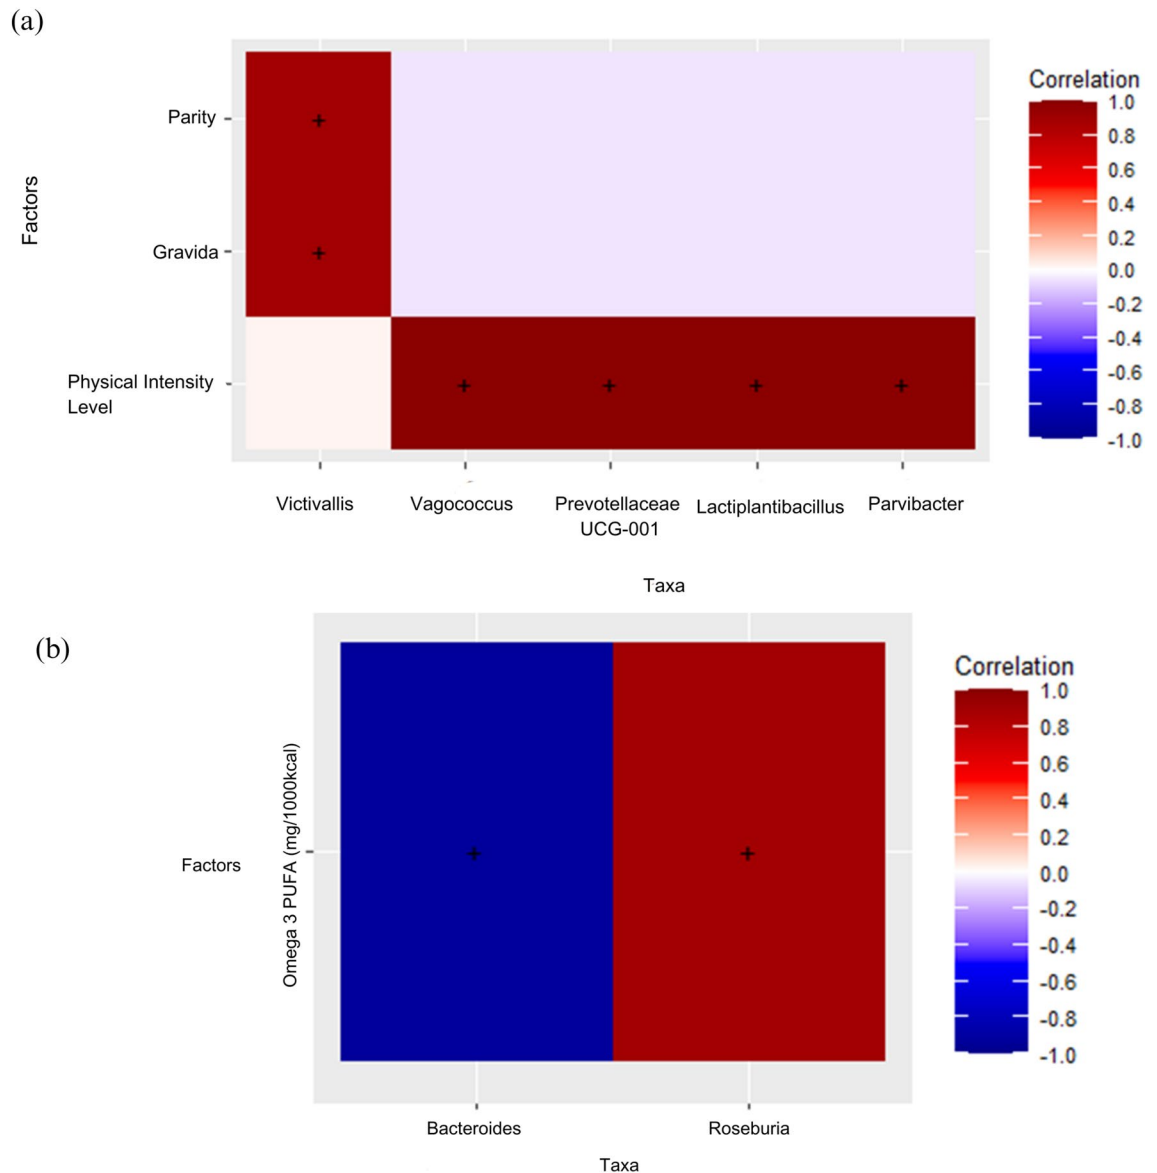 (a)
Factors
Parity
Gravida
Physical Intensity
Level
Correlation
1.0
0.8
0.6
0.4
0.2
0.0
-0.2
-0.4
-0.6
-0.8
-1.0
Victivallis
Vagococcus
Prevotellaceae
UCG-001
Lactiplantibacillus
Parvibacter
Taxa
(b)
Factors
Omega 3 PUFA (mg/1000kcal)
Correlation
1.0
0.8
0.6
0.4
0.2
0.0
-0.2
-0.4
-0.6
-0.8
-1.0
Bacteroides
Roseburia
Taxa